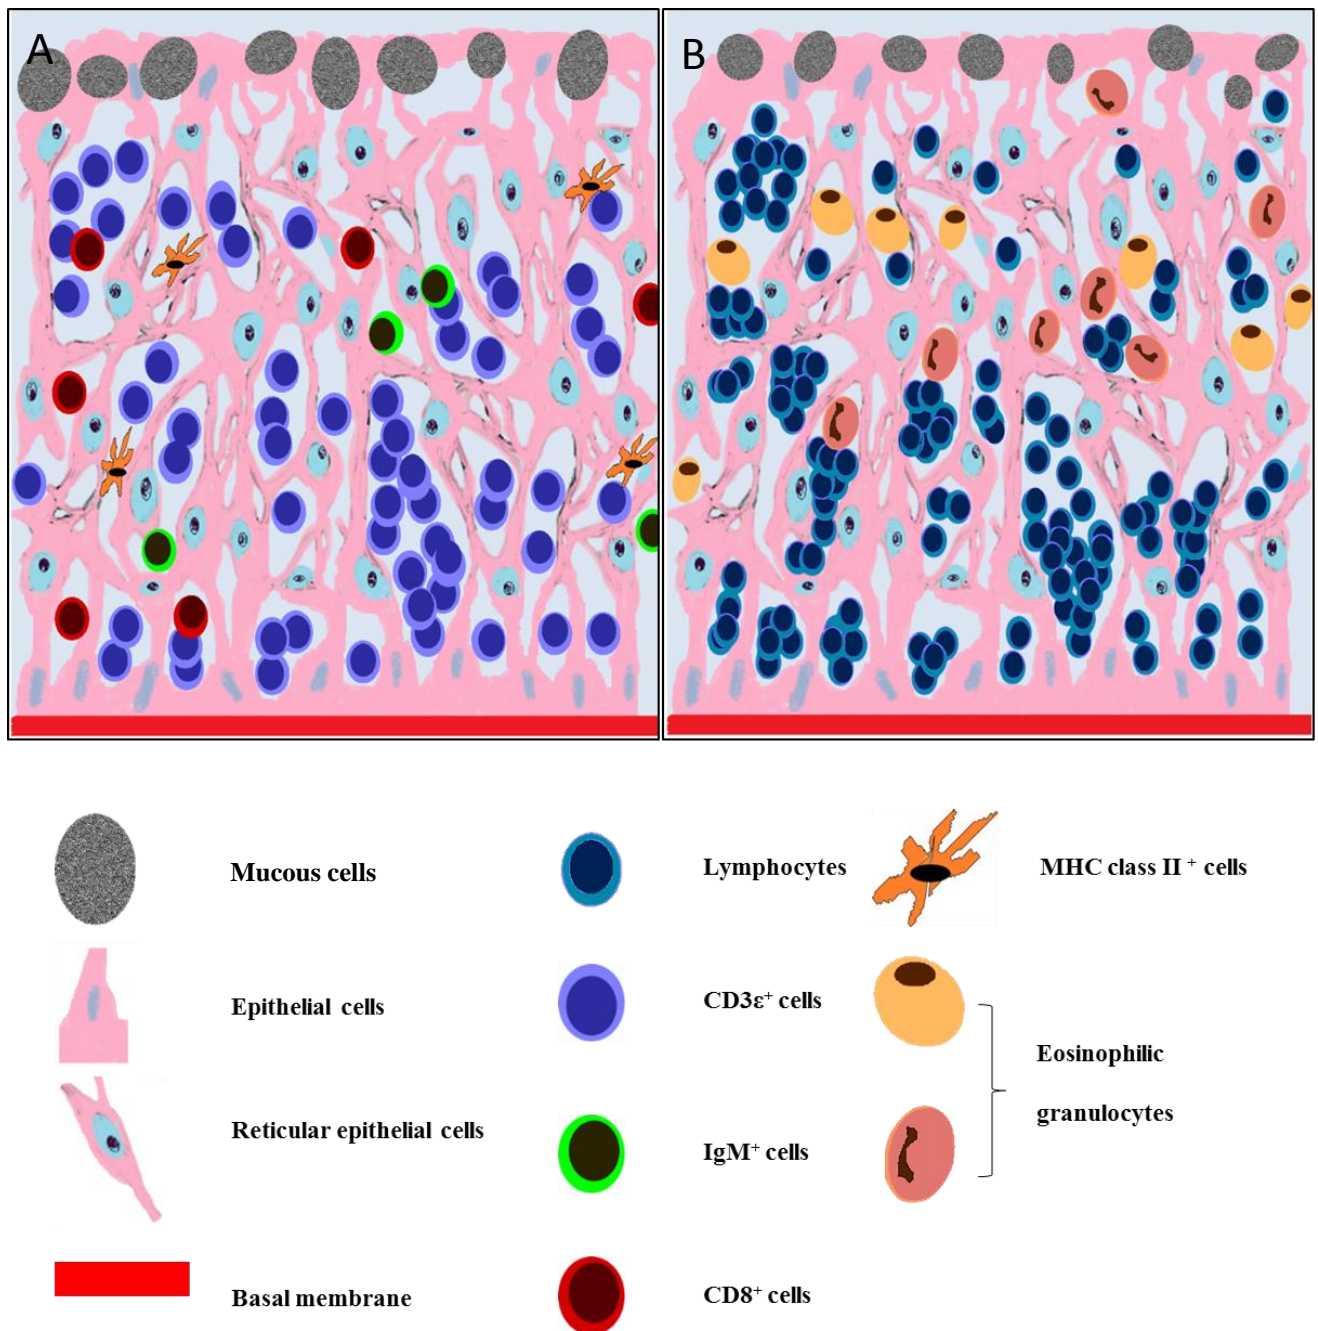 A
B
Mucous cells
Lymphocytes
MHC class II ⁺ cells
Epithelial cells
CD3ε⁺ cells
Eosinophilic
granulocytes
Reticular epithelial cells
IgM⁺ cells
Basal membrane
CD8⁺ cells